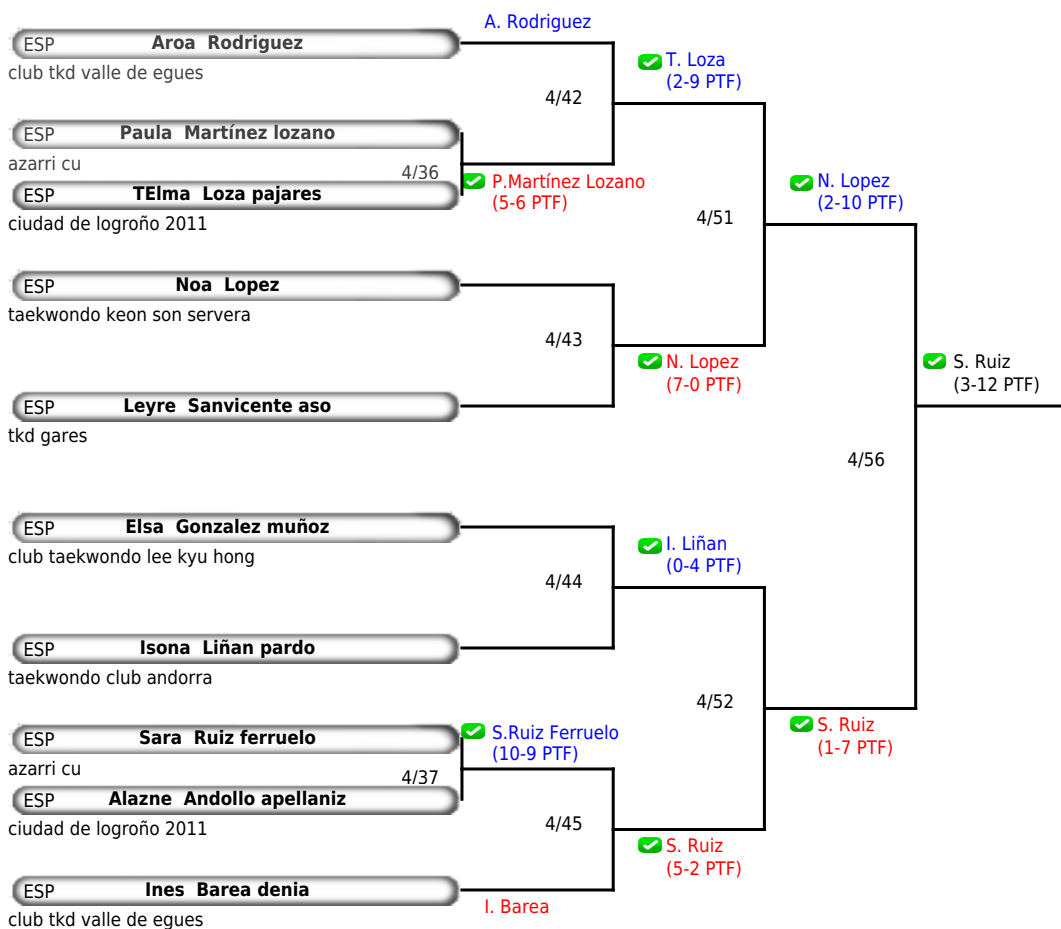 A. Rodriguez
ESP Aroa Rodriguez
club tkd valle de egues
T. Loza
(2-9 PTF)
4/42
ESP Paula Martínez lozano
azarri cu
4/36
P.Martínez Lozano
(5-6 PTF)
ESP TElma Loza pajares
ciudad de logroño 2011
N. Lopez
(2-10 PTF)
4/51
ESP Noa Lopez
taekwondo keon son servera
4/43
N. Lopez
(7-0 PTF)
S. Ruiz
(3-12 PTF)
ESP Leyre Sanvicente aso
tkd gares
4/56
ESP Elsa Gonzalez muñoz
club taekwondo lee kyu hong
I. Liñan
(0-4 PTF)
4/44
ESP Isona Liñan pardo
taekwondo club andorra
4/52
S. Ruiz
(1-7 PTF)
ESP Sara Ruiz ferruelo
azarri cu
S.Ruiz Ferruelo
(10-9 PTF)
4/37
ESP Alazne Andollo apellaniz
ciudad de logroño 2011
4/45
S. Ruiz
(5-2 PTF)
ESP Ines Barea denia
club tkd valle de egues
I. Barea